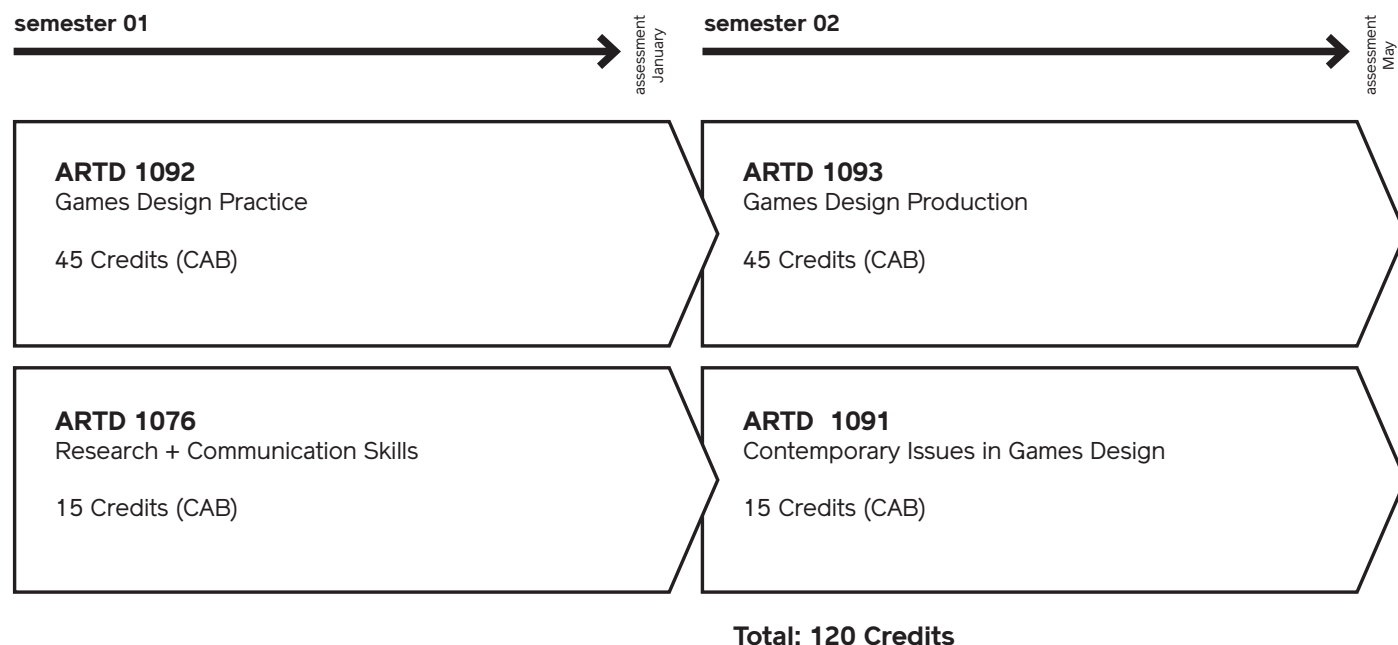 semester 01
assessment
January
semester 02
assessment
May
ARTD 1092
Games Design Practice
45 Credits (CAB)
ARTD 1093
Games Design Production
45 Credits (CAB)
ARTD 1076
Research + Communication Skills
15 Credits (CAB)
ARTD  1091
Contemporary Issues in Games Design
15 Credits (CAB)
Total: 120 Credits